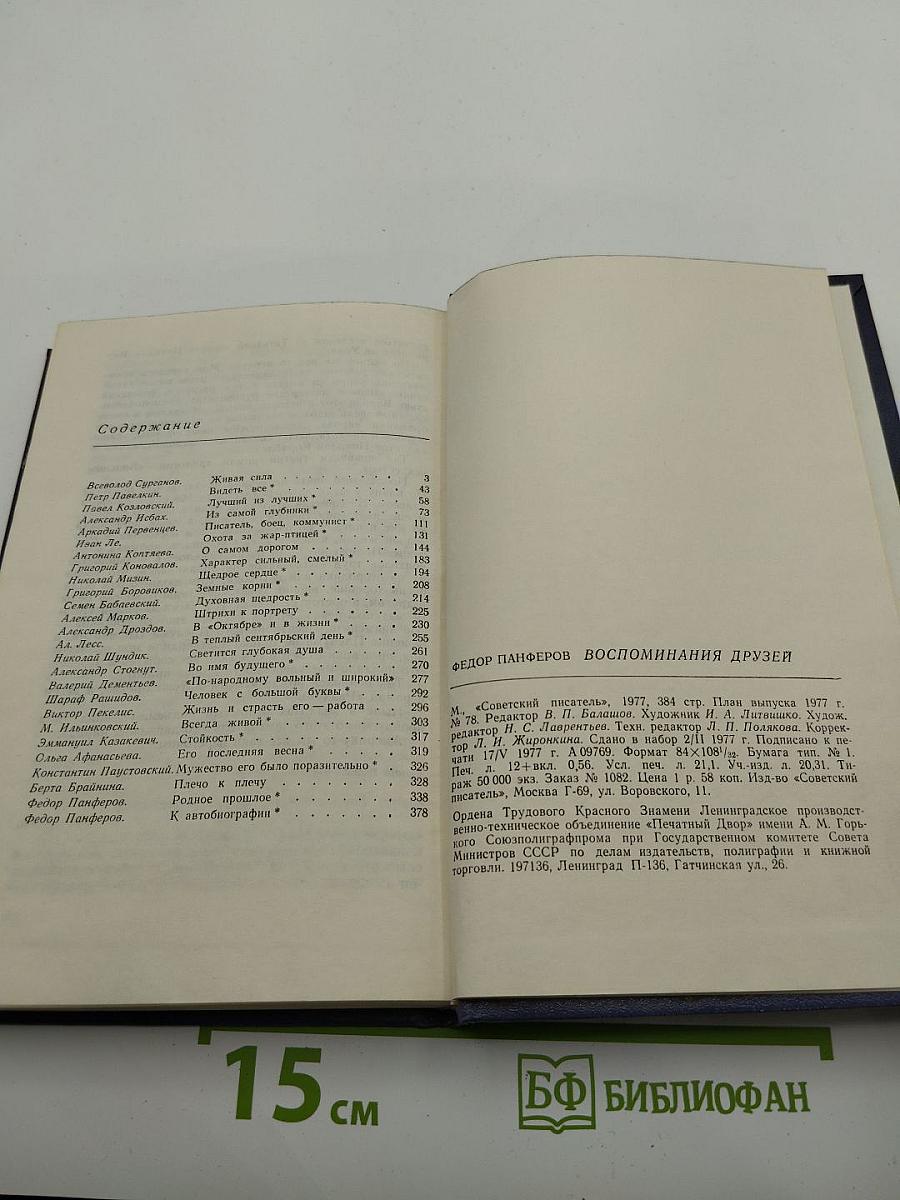 Содержание
Всеволод Сурганов. Живая сила . . . . . . . . 3
Петр Павелкин. Видеть все * . . . . . . . . 43
Павел Козловский. Лучший из лучших * . . . . . 58
Александр Исбах. Из самой глубинки * . . . . . 73
Аркадий Первенцев. Писатель, боец, коммунист * . . . 111
Иван Ле. Охота за жар-птицей * . . . . . 131
Антонина Коптяева. О самом дорогом . . . . . . 144
Григорий Коновалов. Характер сильный, смелый * . . . 183
Николай Мизин. Щедрое сердце * . . . . . . . 194
Григорий Боровиков. Земные корни * . . . . . . . 208
Семен Бабаевский. Духовная щедрость * . . . . . . 214
Алексей Марков. Штрихи к портрету . . . . . . 225
Александр Дроздов. В «Октябре» и в жизни * . . . . 230
Ал. Лесс. В теплый сентябрьский день * . . . 255
Николай Шундик. Светится глубокая душа . . . . 261
Александр Стогнут. Во имя будущего * . . . . . . 270
Валерий Дементьев. «По-народному вольный и широкий» 277
Шараф Рашидов. Человек с большой буквы * . . . 292
Виктор Пекелис. Жизнь и страсть его — работа . . 296
М. Ильинковский. Всегда живой * . . . . . . . 303
Эммануил Казакевич. Стойкость * . . . . . . . . 317
Ольга Афанасьева. Его последняя весна * . . . . . 319
Константин Паустовский. Мужество его было поразительно * . 326
Берта Брайнина. Плечо к плечу . . . . . . . 328
Федор Панферов. Родное прошлое * . . . . . . . 338
Федор Панферов. К автобиографии * . . . . . . 378
ФЕДОР ПАНФЕРОВ ВОСПОМИНАНИЯ ДРУЗЕЙ
М., «Советский писатель», 1977, 384 стр. План выпуска 1977 г.
№ 78. Редактор В. П. Балашов. Художник И. А. Литвишко. Худож.
редактор Н. С. Лаврентьев. Техн. редактор Л. П. Полякова. Коррек-
тор Л. И. Жиронкина. Сдано в набор 2/II 1977 г. Подписано к пе-
чати 17/V 1977 г. А 09769. Формат 84×108¹/₃₂. Бумага тип. № 1.
Печ. л. 12+вкл. 0,56. Усл. печ. л. 21,1. Уч.-изд. л. 20,31. Ти-
раж 50 000 экз. Заказ № 1082. Цена 1 р. 58 коп. Изд-во «Советский
писатель», Москва Г-69, ул. Воровского, 11.
Ордена Трудового Красного Знамени Ленинградское производст-
венно-техническое объединение «Печатный Двор» имени А. М. Горь-
кого Союзполиграфпрома при Государственном комитете Совета
Министров СССР по делам издательств, полиграфии и книжной
торговли. 197136, Ленинград П-136, Гатчинская ул., 26.
15 см
БФ БИБЛИОФАН